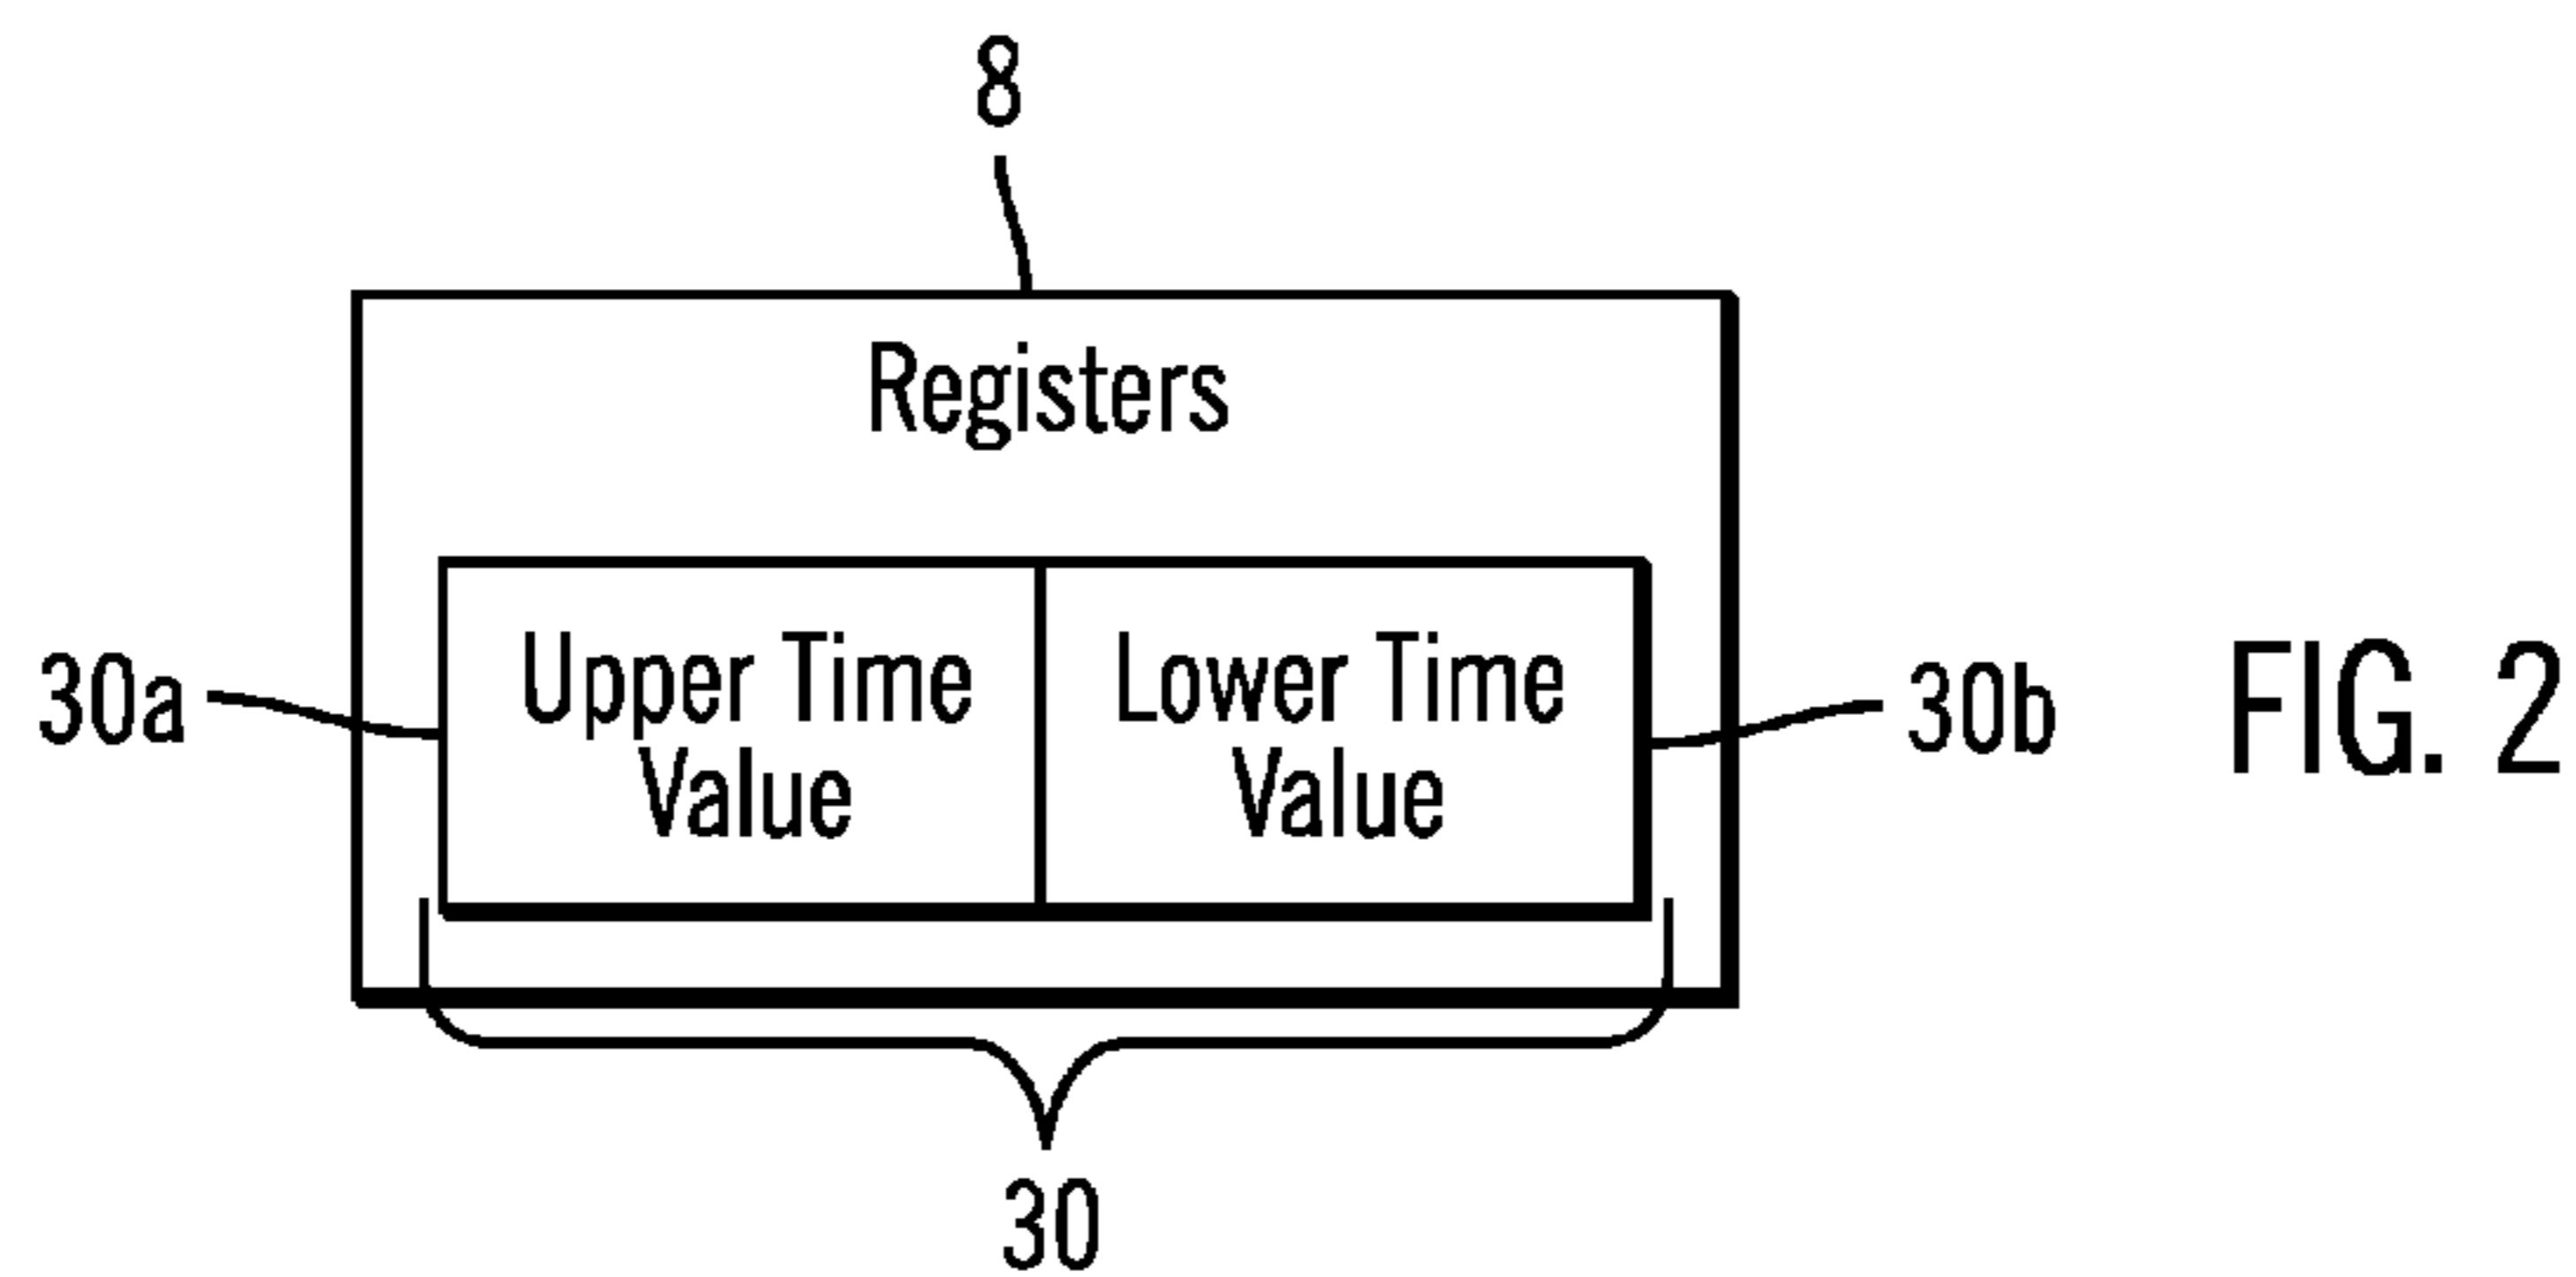 8
Registers
30a
Upper Time
Value
Lower Time
Value
30b
30
FIG. 2